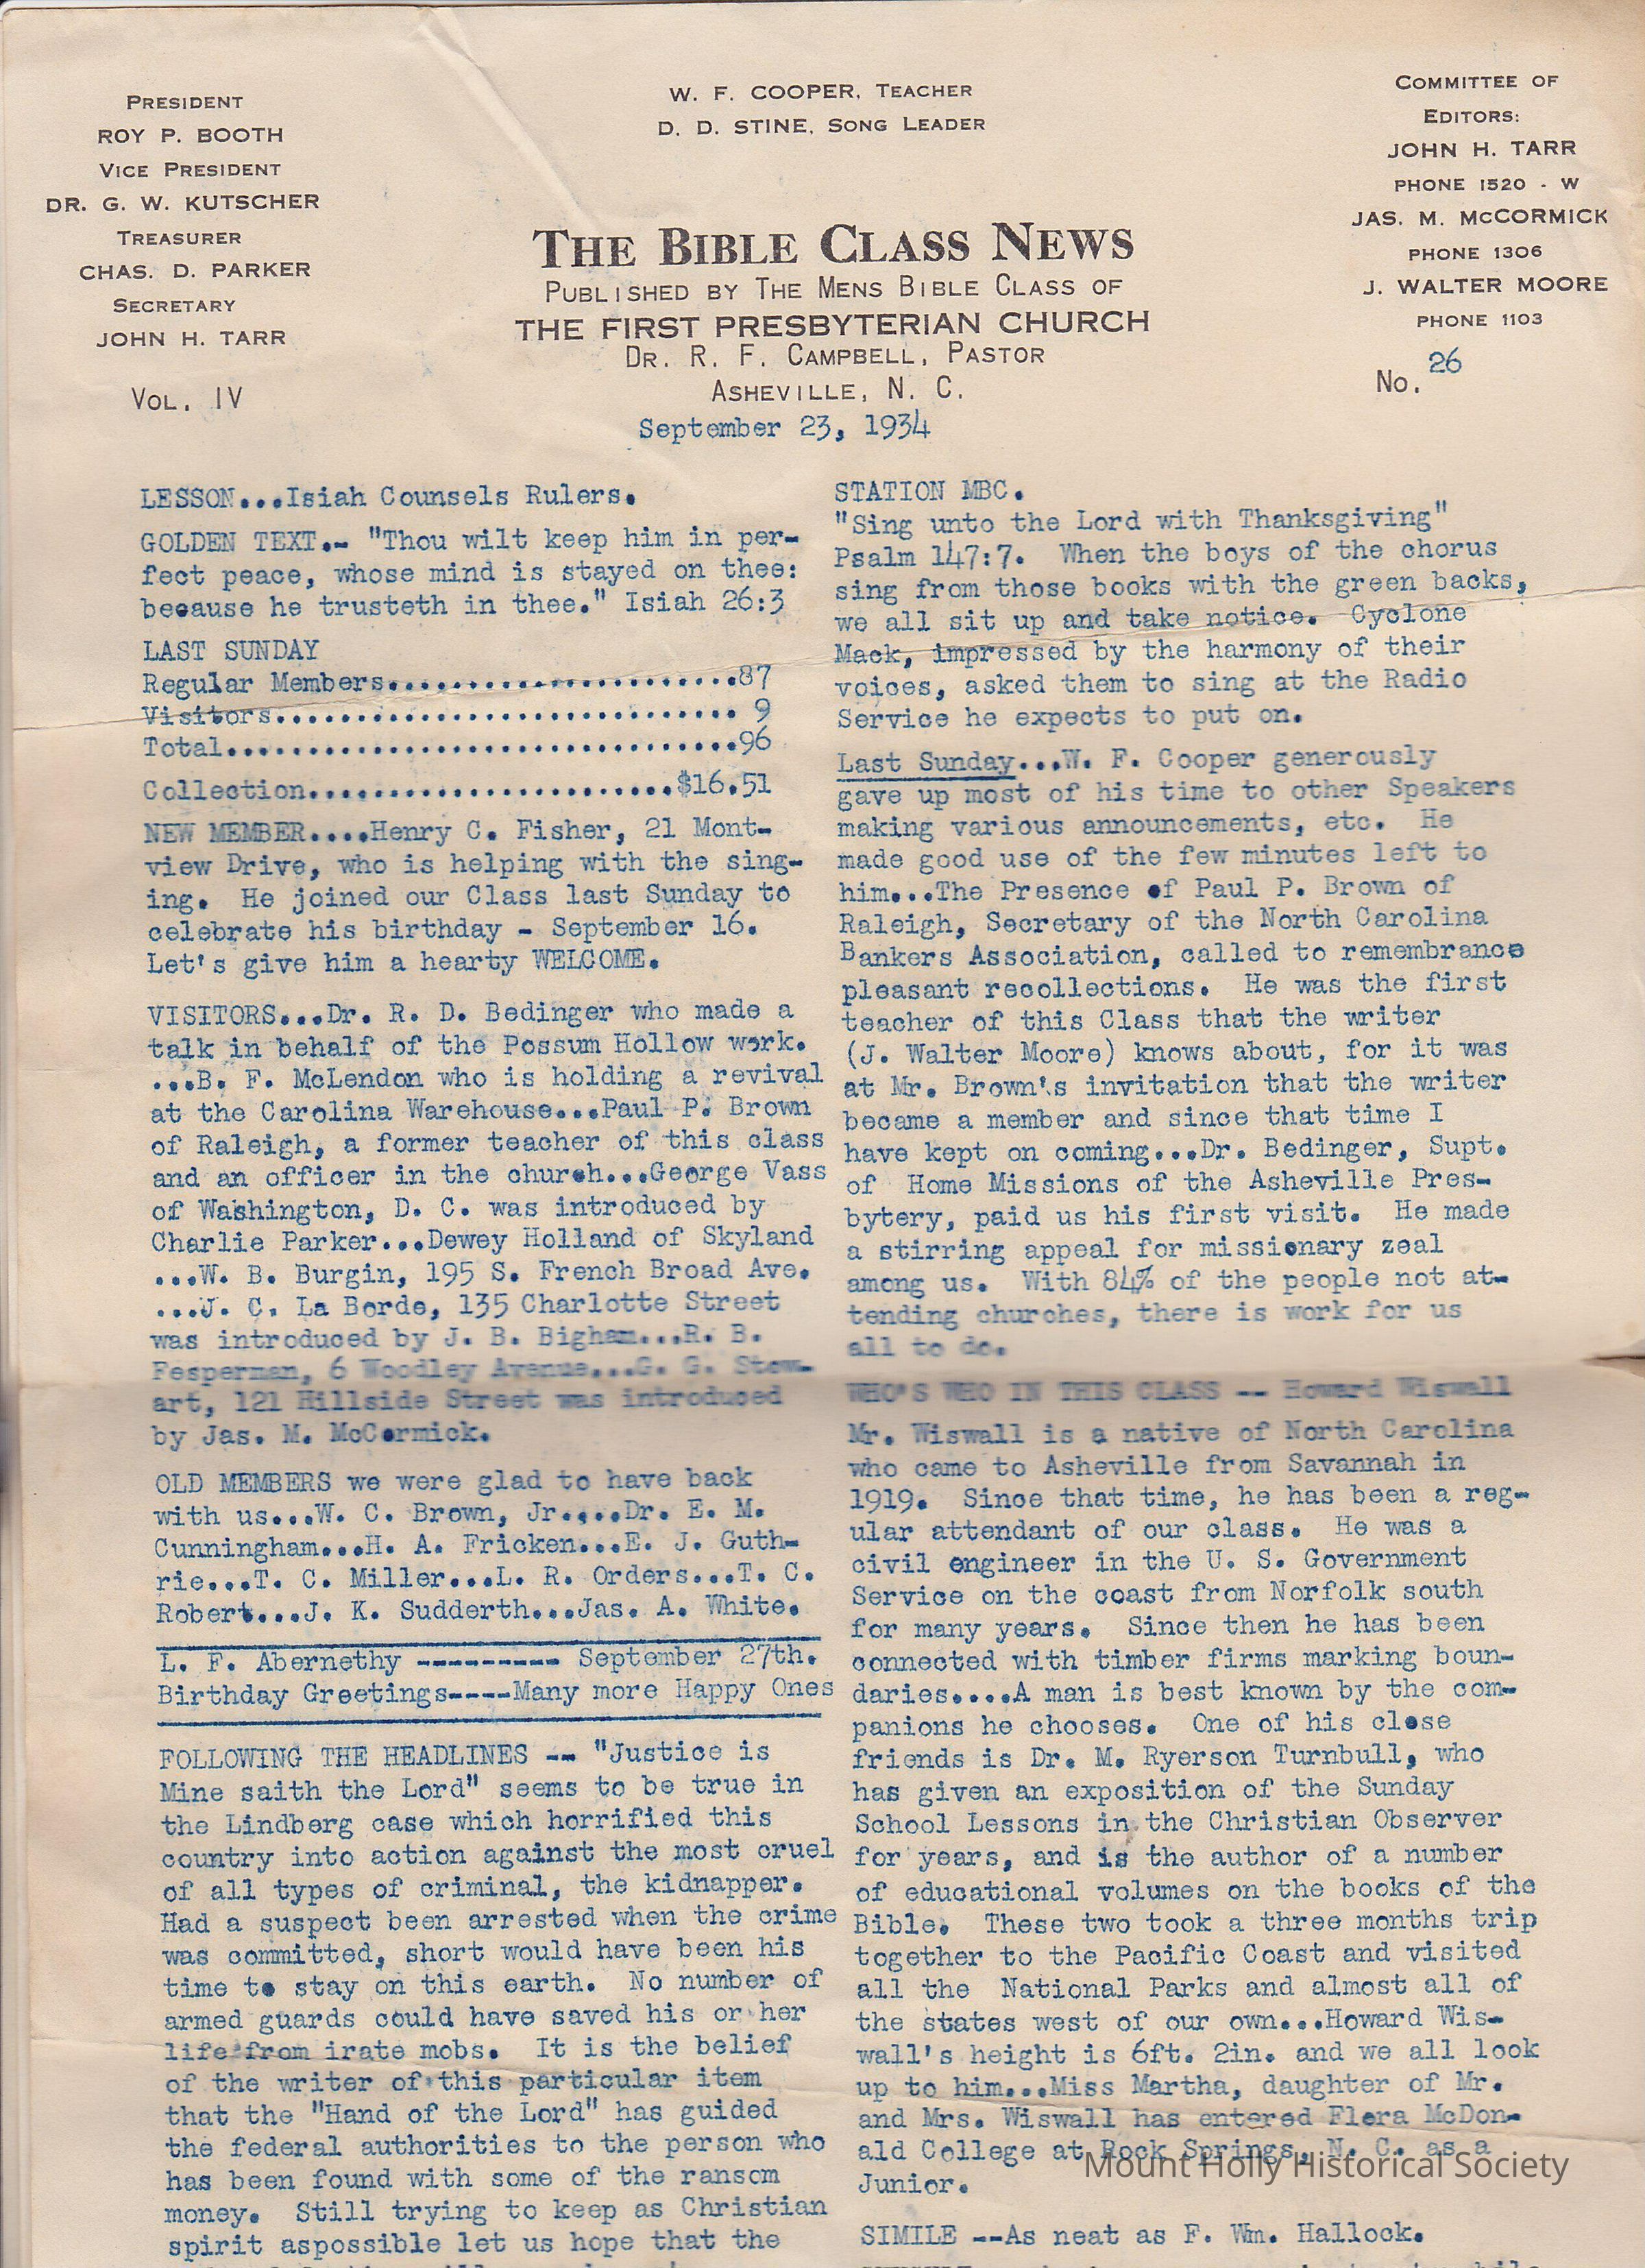 PRESIDENT
ROY P. BOOTH
VICE PRESIDENT
DR. G. W. KUTSCHER
TREASURER
CHAS. D. PARKER
SECRETARY
JOHN H. TARR
VOL. IV
W. F. COOPER, TEACHER
D. D. STINE, SONG LEADER
THE BIBLE CLASS NEWS
PUBLISHED BY THE MENS BIBLE CLASS OF
THE FIRST PRESBYTERIAN CHURCH
DR. R. F. CAMPBELL, PASTOR
ASHEVILLE, N. C.
September 23, 1934
COMMITTEE OF
EDITORS:
JOHN H. TARR
PHONE 1520 - W
JAS. M. McCORMICK
PHONE 1306
J. WALTER MOORE
PHONE 1103
No. 26
LESSON...Isiah Counsels Rulers.
GOLDEN TEXT.- "Thou wilt keep him in per-
fect peace, whose mind is stayed on thee:
because he trusteth in thee." Isiah 26:3
LAST SUNDAY
Regular Members......................87
Visitors............................. 9
Total................................96
Collection.......................$16.51
NEW MEMBER....Henry C. Fisher, 21 Mont-
view Drive, who is helping with the sing-
ing. He joined our Class last Sunday to
celebrate his birthday - September 16.
Let's give him a hearty WELCOME.
VISITORS...Dr. R. D. Bedinger who made a
talk in behalf of the Possum Hollow work.
...B. F. McLendon who is holding a revival
at the Carolina Warehouse...Paul P. Brown
of Raleigh, a former teacher of this class
and an officer in the church...George Vass
of Washington, D. C. was introduced by
Charlie Parker...Dewey Holland of Skyland
...W. B. Burgin, 195 S. French Broad Ave.
...J. C. La Borde, 135 Charlotte Street
was introduced by J. B. Bigham...R. B.
Fesperman, 6 Woodley Avenue...G. G. Stew-
art, 121 Hillside Street was introduced
by Jas. M. McCormick.
OLD MEMBERS we were glad to have back
with us...W. C. Brown, Jr.....Dr. E. M.
Cunningham...H. A. Fricken...E. J. Guth-
rie...T. C. Miller...L. R. Orders...T. C.
Robert...J. K. Sudderth...Jas. A. White.
L. F. Abernethy --------- September 27th.
Birthday Greetings----Many more Happy Ones
FOLLOWING THE HEADLINES -- "Justice is
Mine saith the Lord" seems to be true in
the Lindberg case which horrified this
country into action against the most cruel
of all types of criminal, the kidnapper.
Had a suspect been arrested when the crime
was committed, short would have been his
time to stay on this earth. No number of
armed guards could have saved his or her
life from irate mobs. It is the belief
of the writer of this particular item
that the "Hand of the Lord" has guided
the federal authorities to the person who
has been found with some of the ransom
money. Still trying to keep as Christian
spirit aspossible let us hope that the
STATION MBC.
"Sing unto the Lord with Thanksgiving"
Psalm 147:7. When the boys of the chorus
sing from those books with the green backs,
we all sit up and take notice. Cyclone
Mack, impressed by the harmony of their
voices, asked them to sing at the Radio
Service he expects to put on.
Last Sunday...W. F. Cooper generously
gave up most of his time to other Speakers
making various announcements, etc. He
made good use of the few minutes left to
him...The Presence of Paul P. Brown of
Raleigh, Secretary of the North Carolina
Bankers Association, called to remembrance
pleasant recollections. He was the first
teacher of this Class that the writer
(J. Walter Moore) knows about, for it was
at Mr. Brown's invitation that the writer
became a member and since that time I
have kept on coming...Dr. Bedinger, Supt.
of Home Missions of the Asheville Pres-
bytery, paid us his first visit. He made
a stirring appeal for missionary zeal
among us. With 84% of the people not at-
tending churches, there is work for us
all to do.
WHO'S WHO IN THIS CLASS -- Howard Wiswall
Mr. Wiswall is a native of North Carolina
who came to Asheville from Savannah in
1919. Since that time, he has been a reg-
ular attendant of our class. He was a
civil engineer in the U. S. Government
Service on the coast from Norfolk south
for many years. Since then he has been
connected with timber firms marking boun-
daries....A man is best known by the com-
panions he chooses. One of his close
friends is Dr. M. Ryerson Turnbull, who
has given an exposition of the Sunday
School Lessons in the Christian Observer
for years, and is the author of a number
of educational volumes on the books of the
Bible. These two took a three months trip
together to the Pacific Coast and visited
all the National Parks and almost all of
the states west of our own...Howard Wis-
wall's height is 6ft. 2in. and we all look
up to him...Miss Martha, daughter of Mr.
and Mrs. Wiswall has entered Flora McDon-
ald College at Rock Springs, N. C. as a
Junior.
SIMILE --As neat as F. Wm. Hallock.
Mount Holly Historical Society